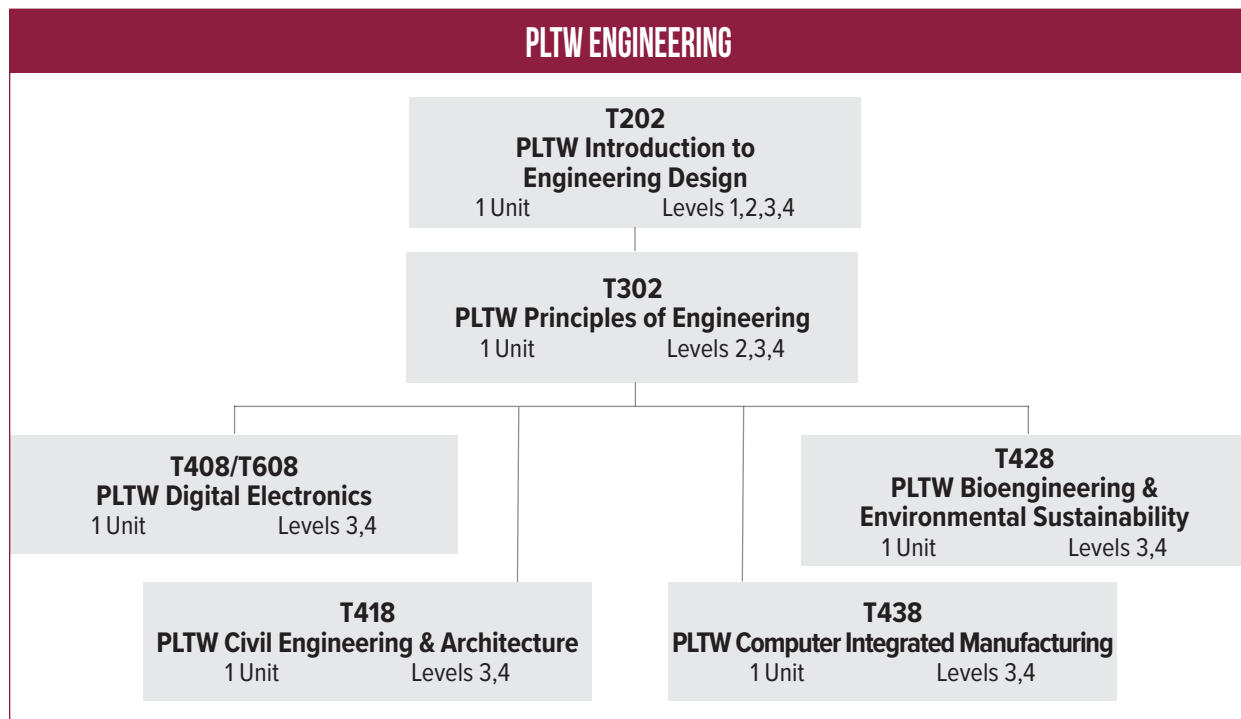 PLTW ENGINEERING
T202
PLTW Introduction to
Engineering Design
1 Unit Levels 1,2,3,4
T302
PLTW Principles of Engineering
1 Unit Levels 2,3,4
T408/T608
PLTW Digital Electronics
1 Unit Levels 3,4
T428
PLTW Bioengineering &
Environmental Sustainability
1 Unit Levels 3,4
T418
PLTW Civil Engineering & Architecture
1 Unit Levels 3,4
T438
PLTW Computer Integrated Manufacturing
1 Unit Levels 3,4